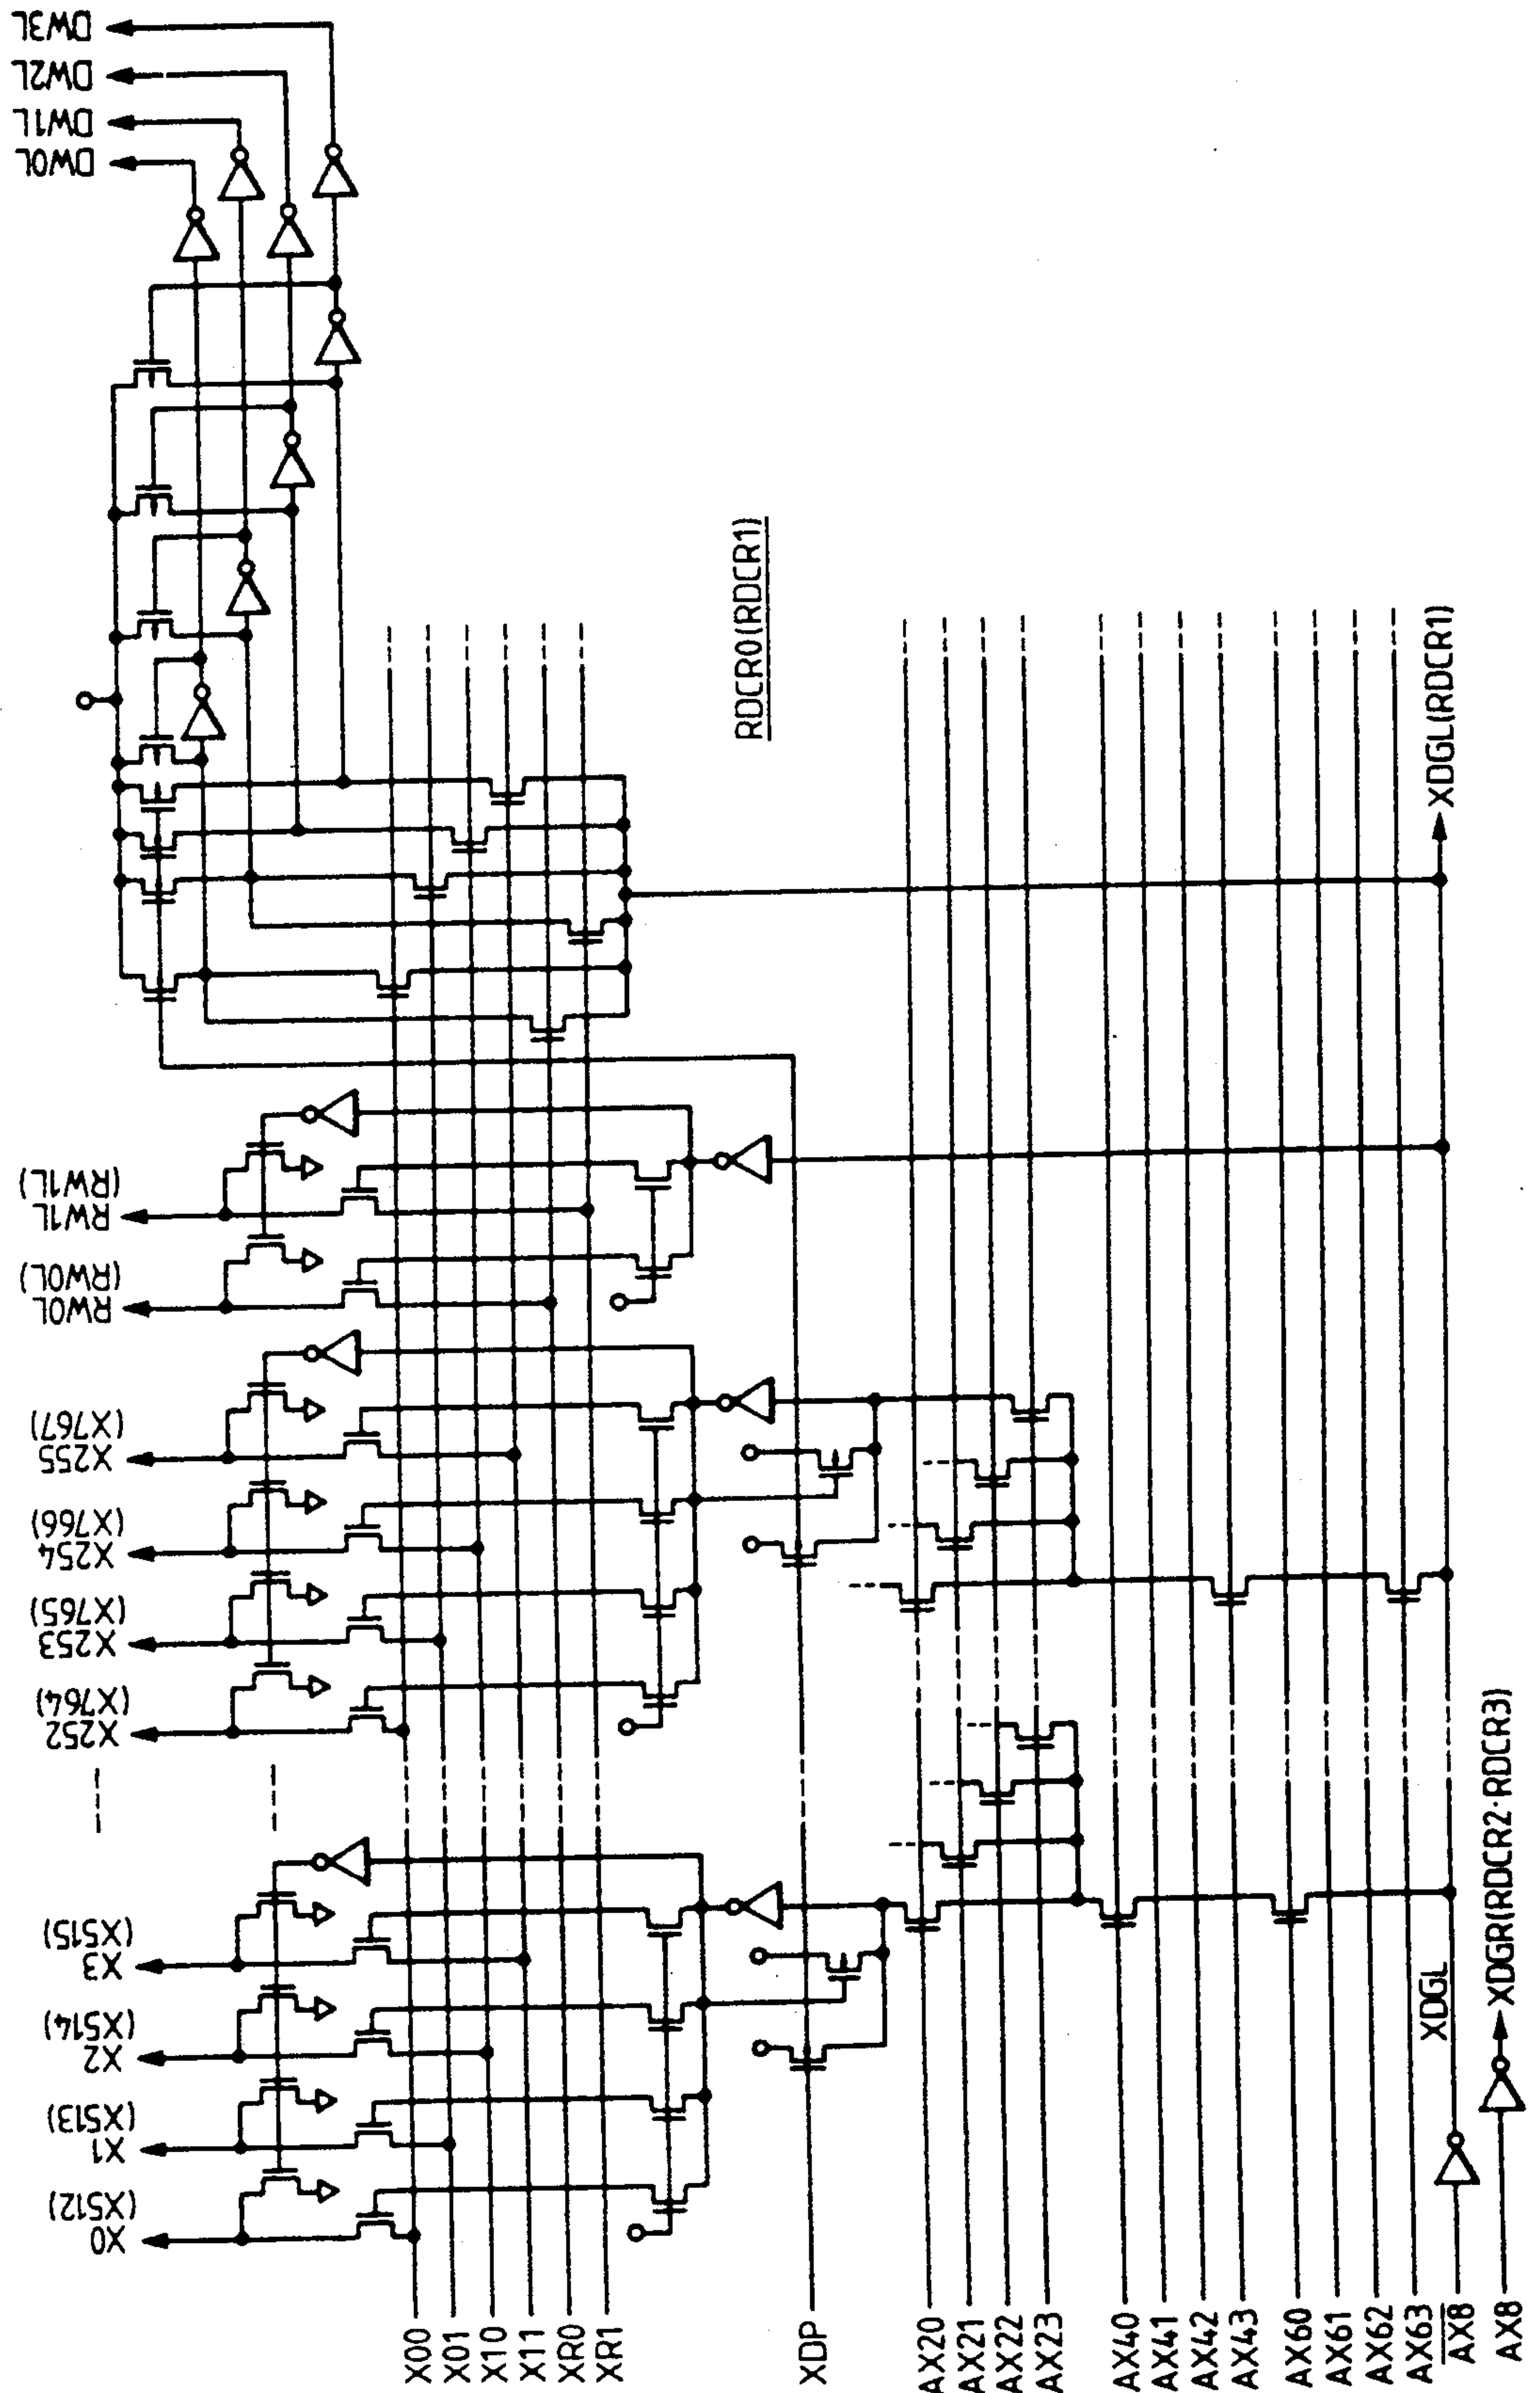 DW3L
DW2L
DW1L
DW0L
RDCR0(RDCR1)
XDGL(RDCR1)
(RW1L)
RW1L
(RW0L)
RW0L
(X767)
X255
(X766)
X254
(X765)
X253
(X764)
X252
(X515)
X3
(X514)
X2
(X513)
X1
(X512)
X0
XDGL
XDGR(RDCR2·RDCR3)
X00
X01
X10
X11
XR0
XR1
XDP
AX20
AX21
AX22
AX23
AX40
AX41
AX42
AX43
AX60
AX61
AX62
AX63
A̅X̅8̅
AX8